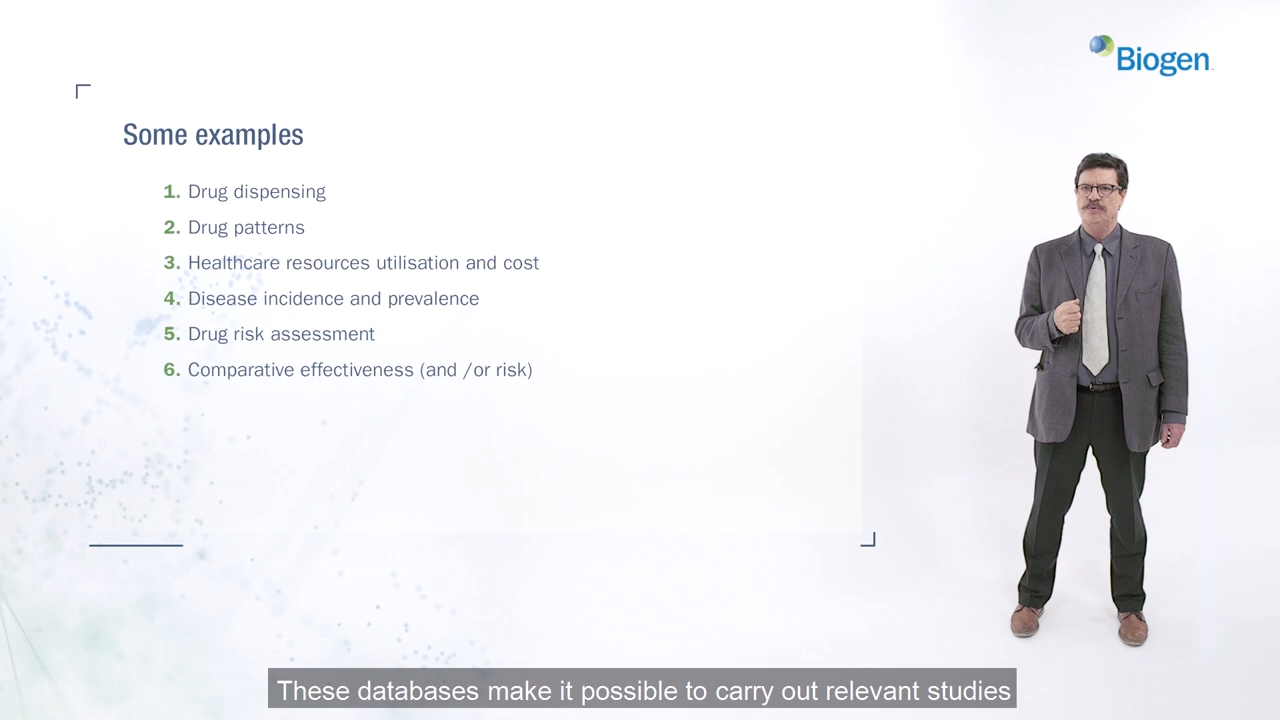 Biogen
Some examples
1. Drug dispensing
2. Drug patterns
3. Healthcare resources utilisation and cost
4. Disease incidence and prevalence
5. Drug risk assessment
6. Comparative effectiveness (and /or risk)
These databases make it possible to carry out relevant studies